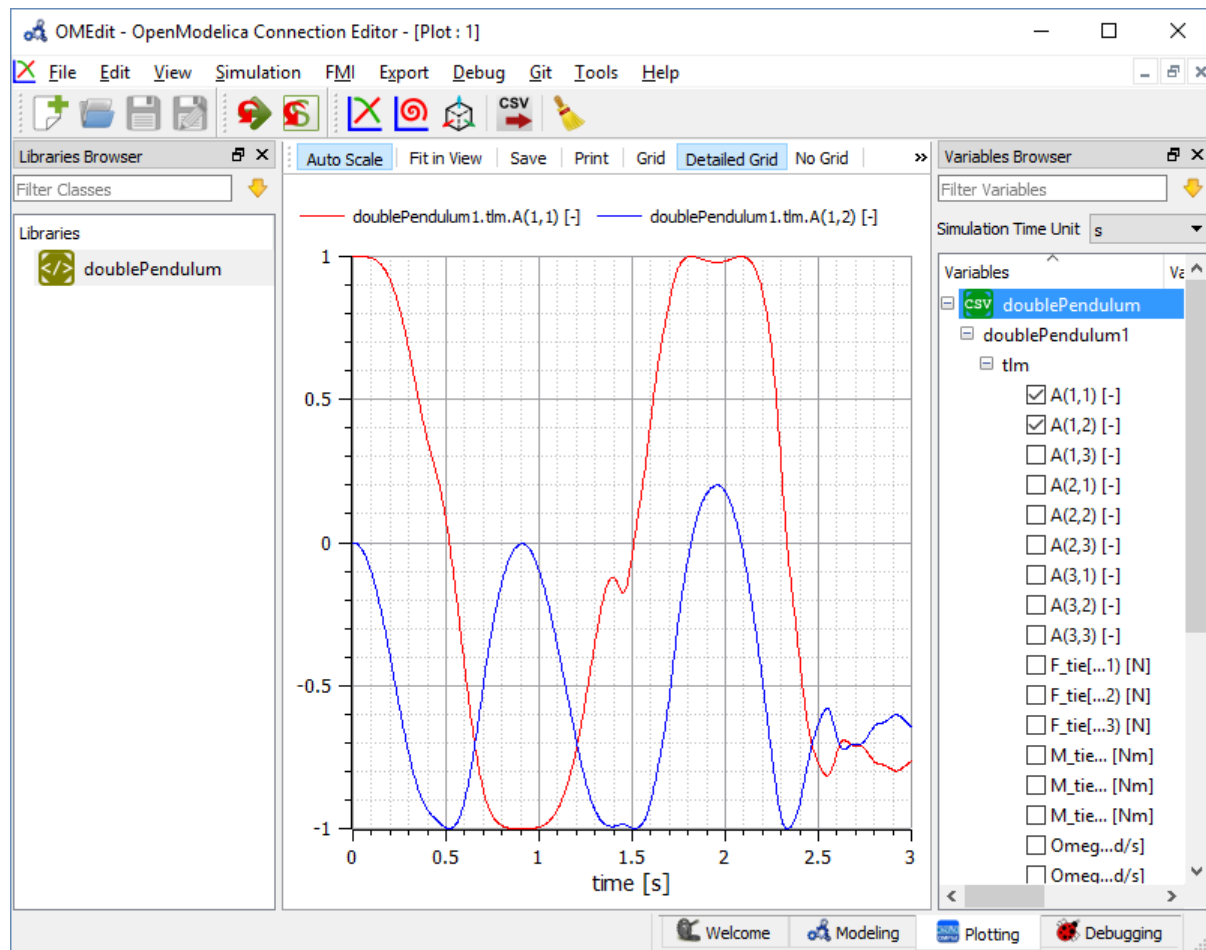 OMEdit - OpenModelica Connection Editor - [Plot : 1]
File Edit View Simulation FMI Export Debug Git Tools Help
CSV
Libraries Browser
Filter Classes
Libraries
</> doublePendulum
Auto Scale Fit in View Save Print Grid Detailed Grid No Grid »
doublePendulum1.tlm.A(1,1) [-] doublePendulum1.tlm.A(1,2) [-]
1
0.5
0
-0.5
-1
0 0.5 1 1.5 2 2.5 3
time [s]
Variables Browser
Filter Variables
Simulation Time Unit s
Variables Va
CSV doublePendulum
doublePendulum1
tlm
A(1,1) [-]
A(1,2) [-]
A(1,3) [-]
A(2,1) [-]
A(2,2) [-]
A(2,3) [-]
A(3,1) [-]
A(3,2) [-]
A(3,3) [-]
F_tie[...1) [N]
F_tie[...2) [N]
F_tie[...3) [N]
M_tie... [Nm]
M_tie... [Nm]
M_tie... [Nm]
Omeg...d/s]
Omeg...d/s]
Welcome Modeling Plotting Debugging